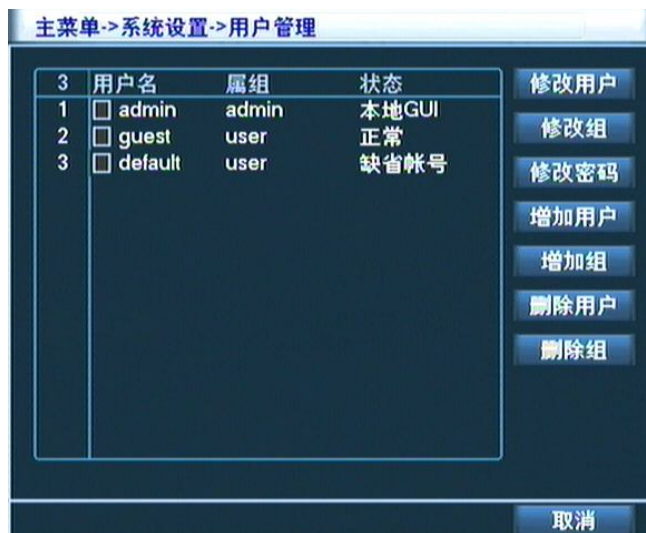 主菜单->系统设置->用户管理
3 用户名 属组 状态
1 admin admin 本地GUI
2 guest user 正常
3 default user 缺省帐号
修改用户
修改组
修改密码
增加用户
增加组
删除用户
删除组
取消